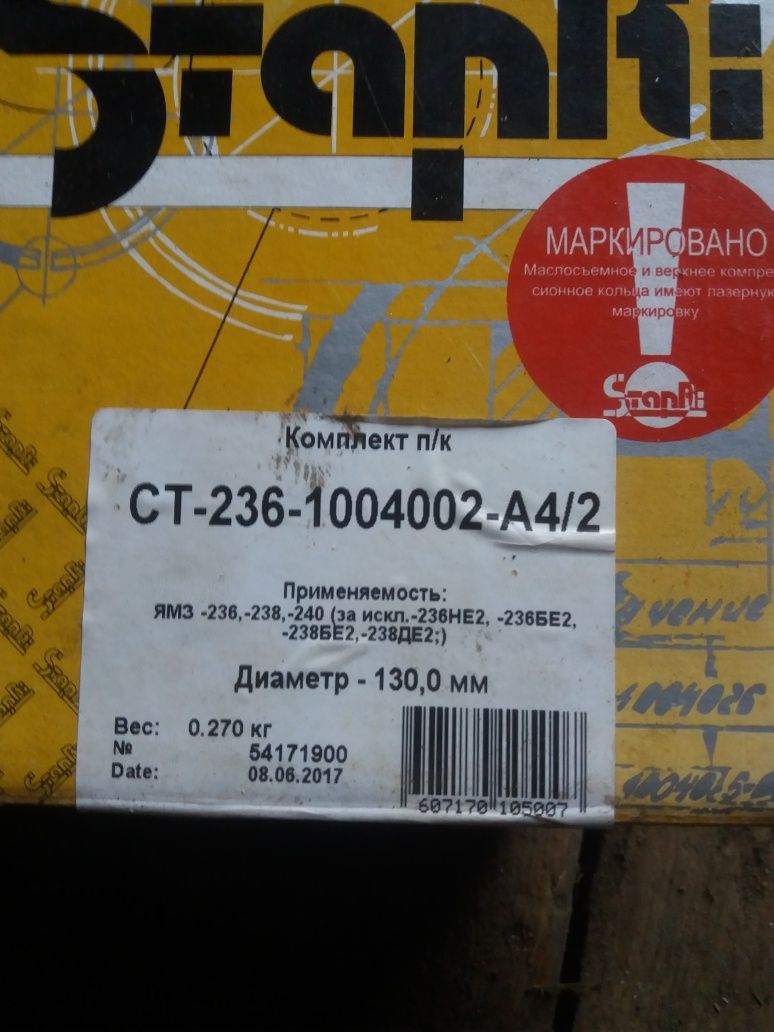 StapRi
МАРКИРОВАНО
Маслосъемное и верхнее компре-
сионное кольца имеют лазерную
маркировку
StapRi
Комплект п/к
СТ-236-1004002-А4/2
Применяемость:
ЯМЗ -236,-238,-240 (за искл.-236НЕ2, -236БЕ2,
-238БЕ2,-238ДЕ2;)
Диаметр - 130,0 мм
Вес: 0.270 кг
№ 54171900
Date: 08.06.2017
607170 105007